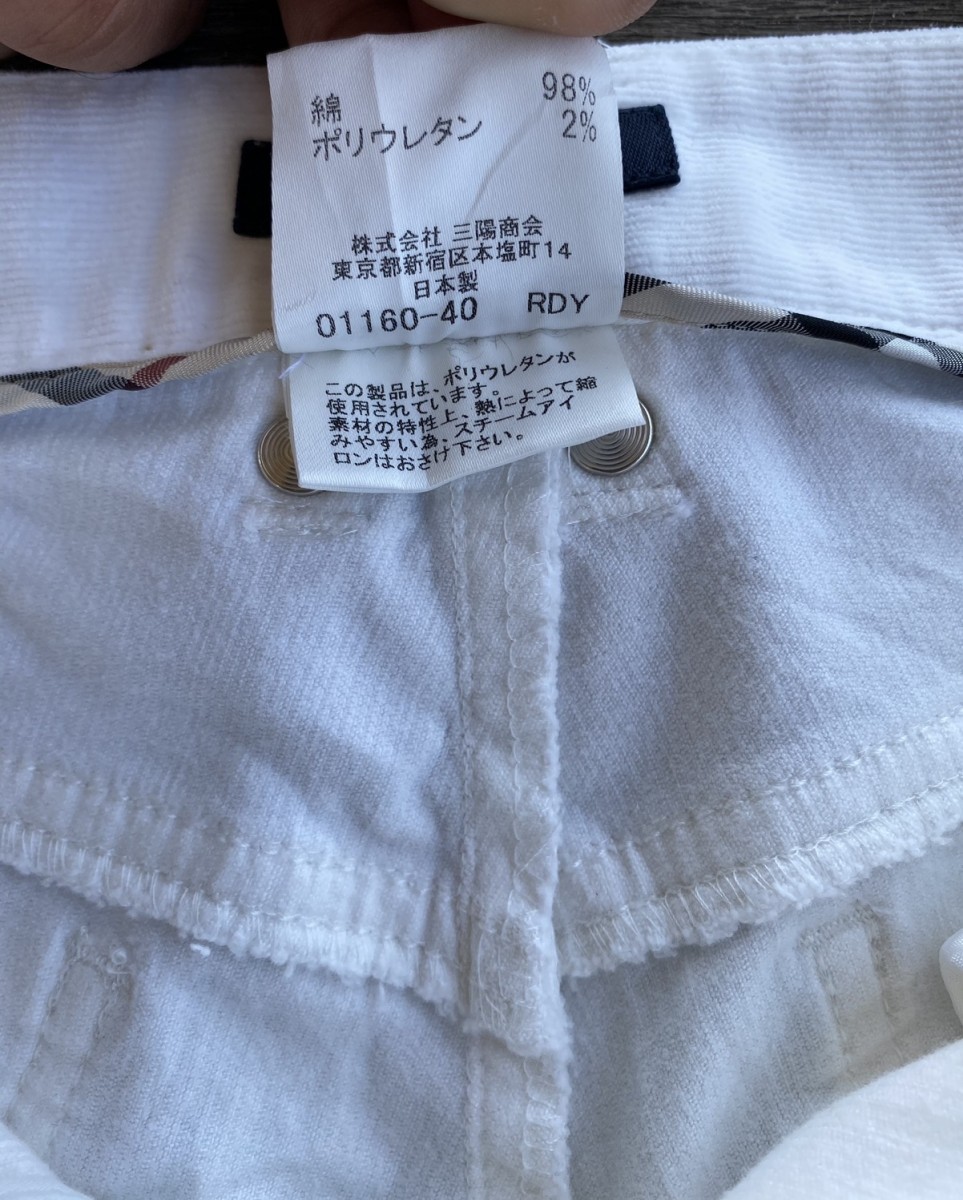 綿 98%
ポリウレタン 2%
株式会社 三陽商会
東京都新宿区本塩町14
日本製
01160-40 RDY
この製品は、ポリウレタンが
使用されています。
素材の特性上、熱によって縮
みやすい為、スチームアイ
ロンはおさけ下さい。